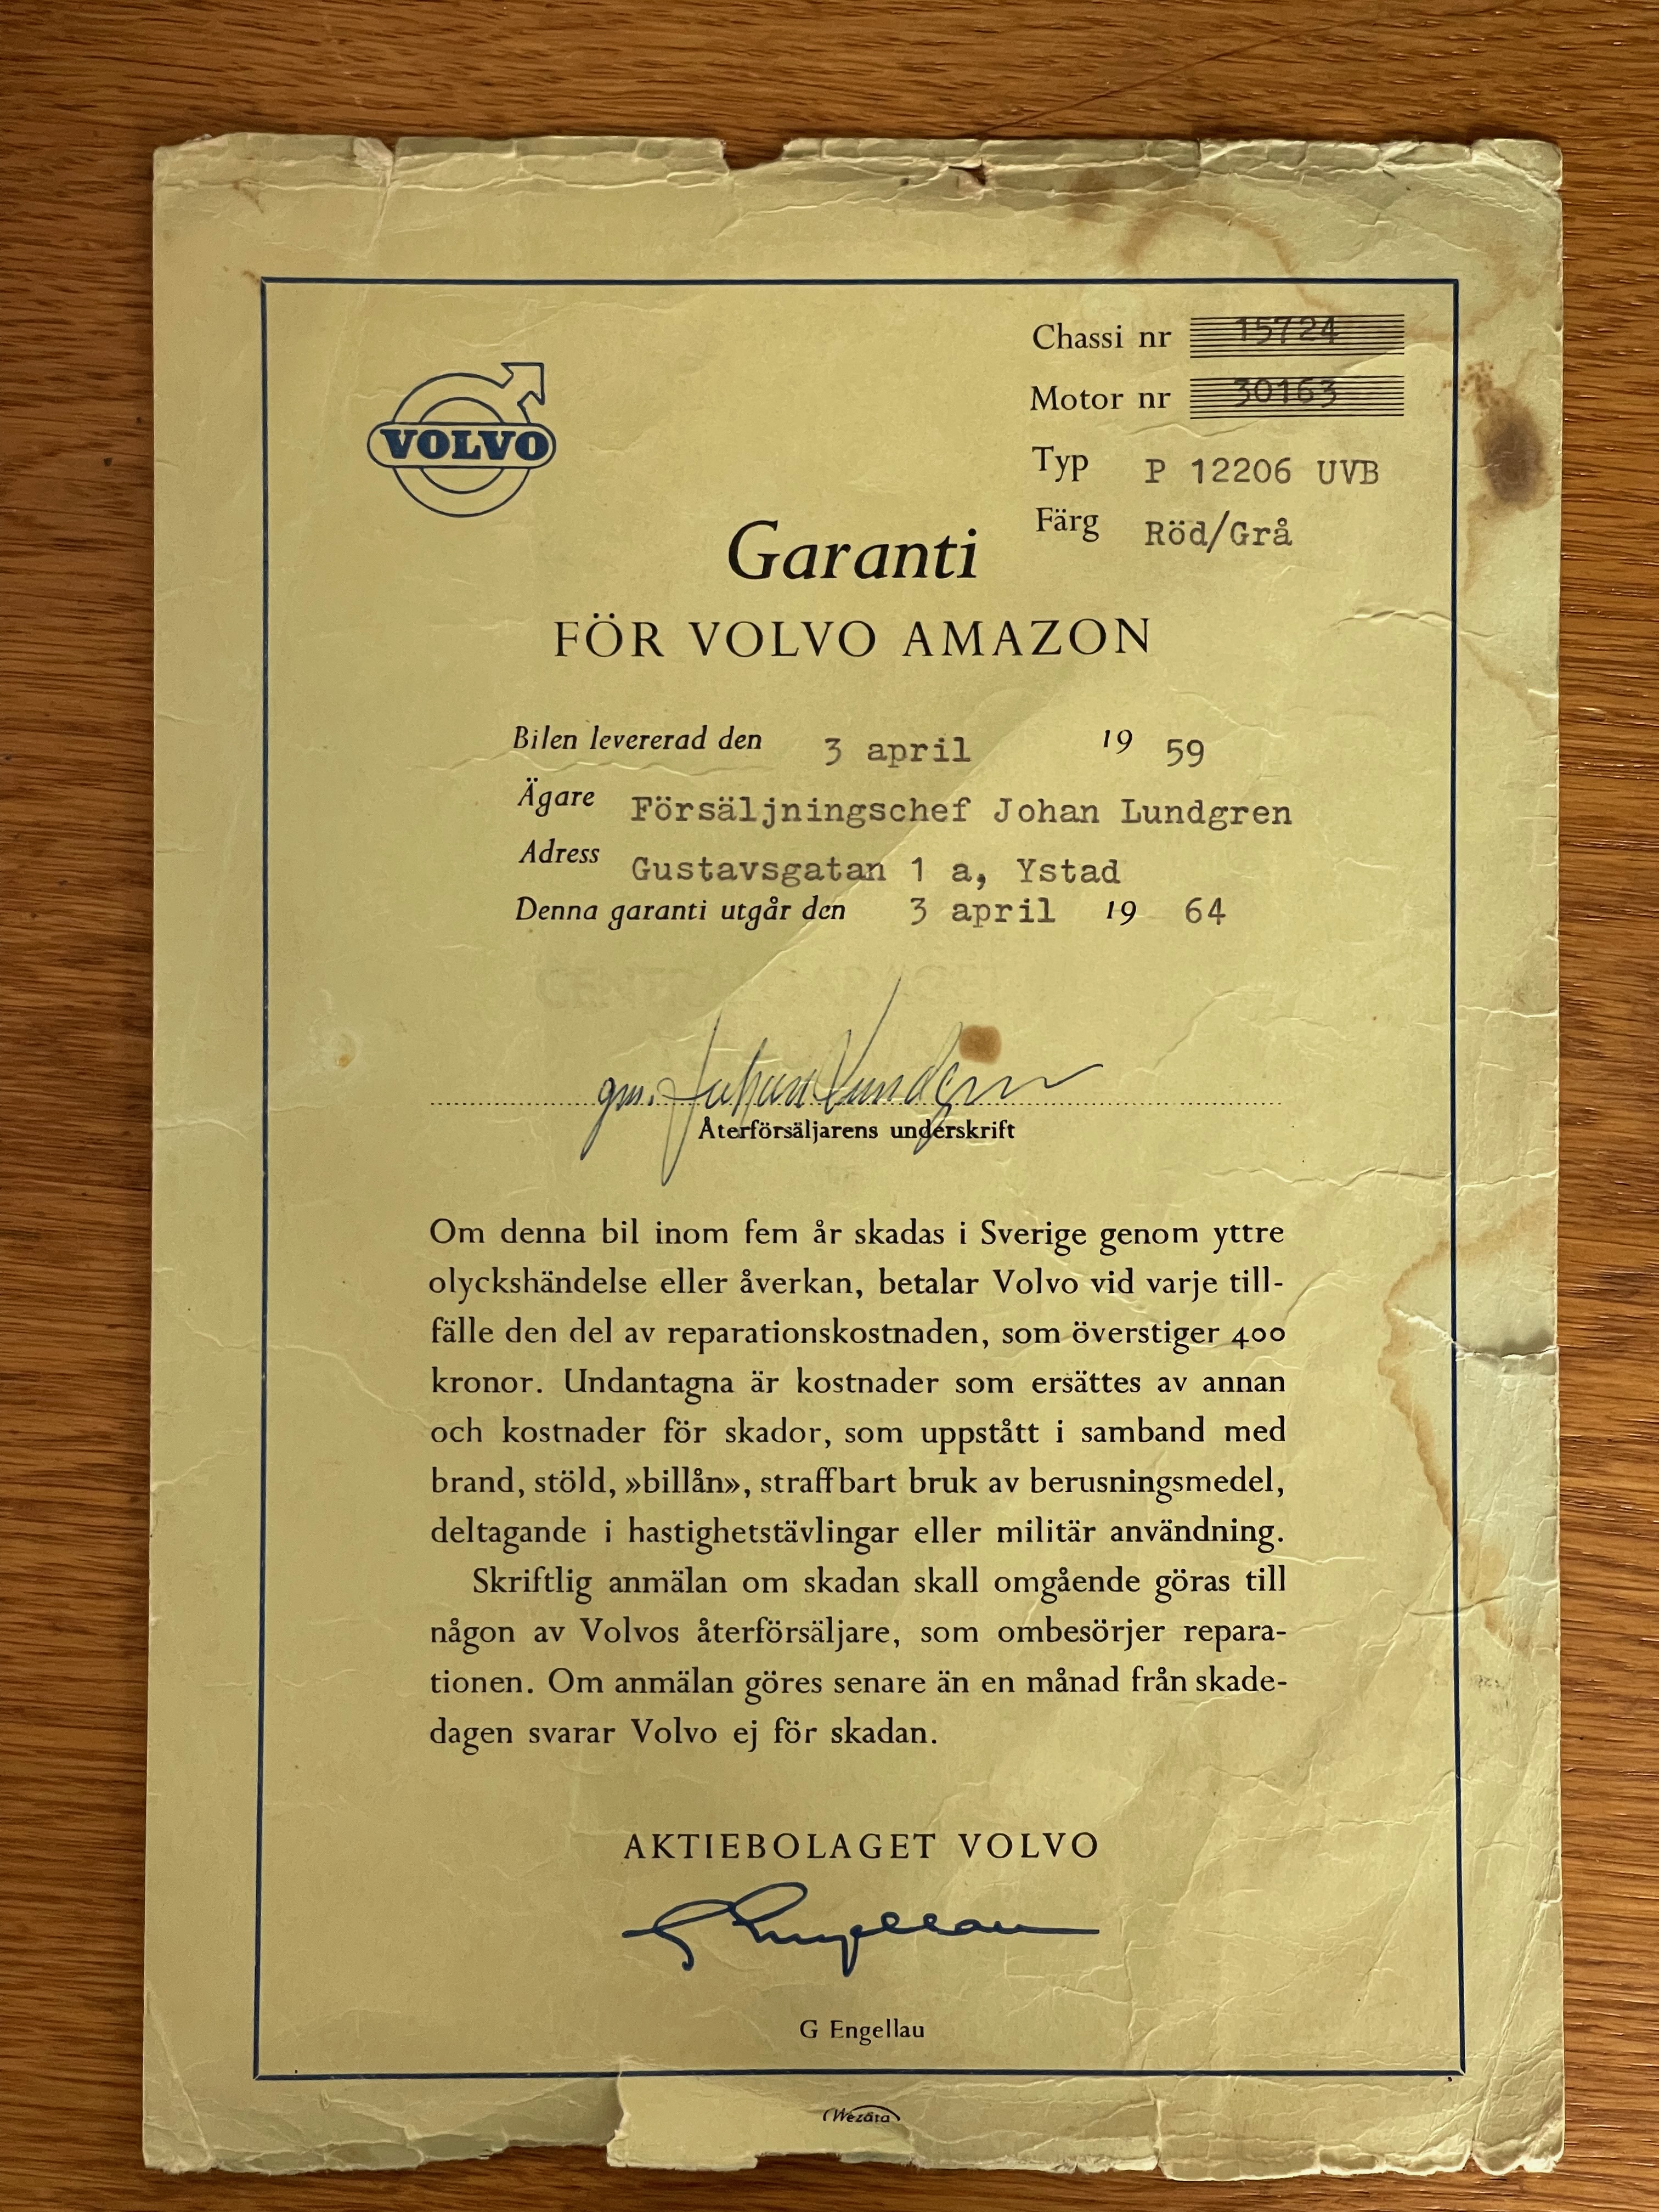 VOLVO
Chassi nr 15724
Motor nr 30163
Typ P 12206 UVB
Färg Röd/Grå
Garanti
FÖR VOLVO AMAZON
Bilen levererad den 3 april 19 59
Ägare Försäljningschef Johan Lundgren
Adress Gustavsgatan 1 a, Ystad
Denna garanti utgår den 3 april 19 64
Johan Lundgren
Återförsäljarens underskrift
Om denna bil inom fem år skadas i Sverige genom yttre
olyckshändelse eller åverkan, betalar Volvo vid varje till-
fälle den del av reparationskostnaden, som överstiger 400
kronor. Undantagna är kostnader som ersättes av annan
och kostnader för skador, som uppstått i samband med
brand, stöld, »billån», straffbart bruk av berusningsmedel,
deltagande i hastighetstävlingar eller militär användning.
Skriftlig anmälan om skadan skall omgående göras till
någon av Volvos återförsäljare, som ombesörjer repara-
tionen. Om anmälan göres senare än en månad från skade-
dagen svarar Volvo ej för skadan.
AKTIEBOLAGET VOLVO
G Engellau
G Engellau
Wezäta